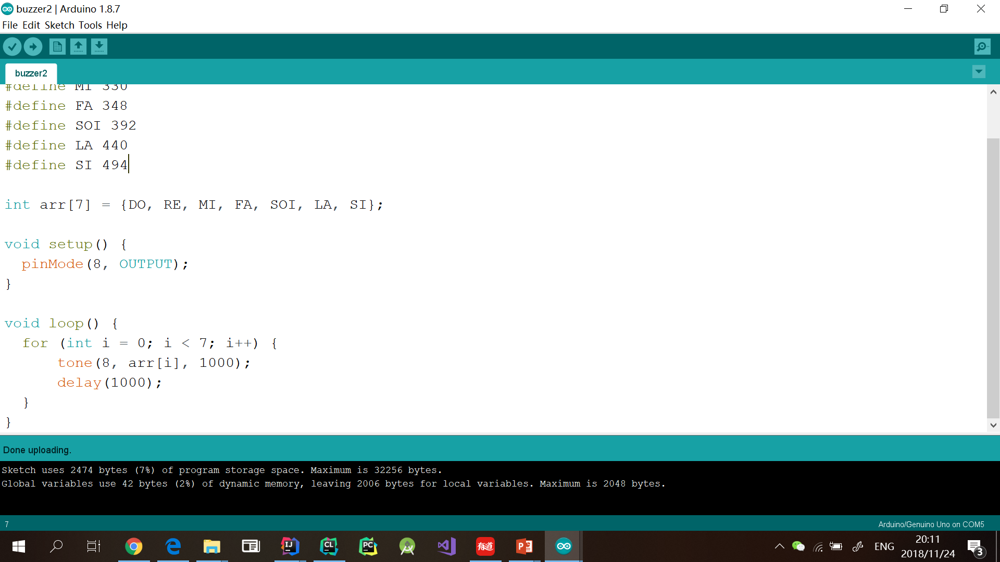 buzzer2 | Arduino 1.8.7
File Edit Sketch Tools Help
buzzer2
#define MI 330
#define FA 348
#define SOI 392
#define LA 440
#define SI 494
int arr[7] = {DO, RE, MI, FA, SOI, LA, SI};
void setup() {
pinMode(8, OUTPUT);
}
void loop() {
for (int i = 0; i < 7; i++) {
tone(8, arr[i], 1000);
delay(1000);
}
}
Done uploading.
Sketch uses 2474 bytes (7%) of program storage space. Maximum is 32256 bytes.
Global variables use 42 bytes (2%) of dynamic memory, leaving 2006 bytes for local variables. Maximum is 2048 bytes.
7
Arduino/Genuino Uno on COM5
IJ
CL
PC
有道
P
ENG
20:11
2018/11/24
3